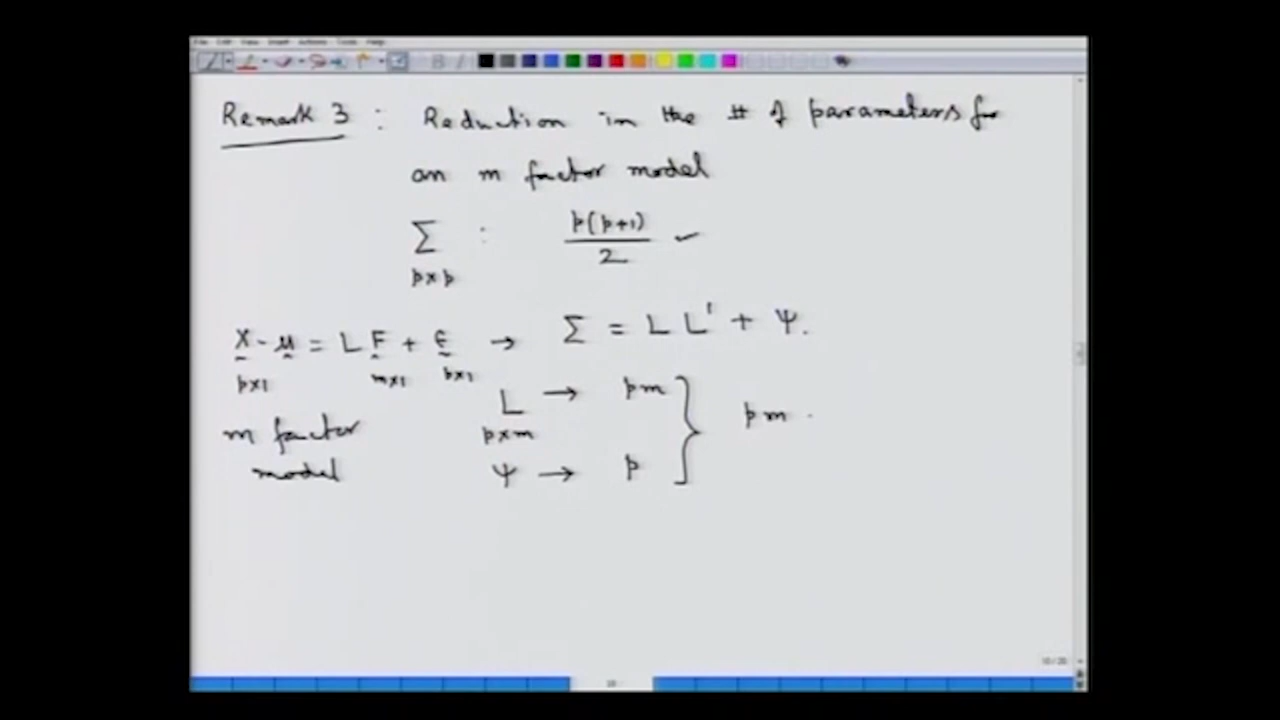 Remark 3 : Reduction in the # of parameters for
an m factor model
Σ : p(p+1)/2 ✓
p×p
X - μ = L F + ε → Σ = L L' + Ψ.
p×1 m×1 p×1
L → pm } pm
p×m
m factor
model
Ψ → p